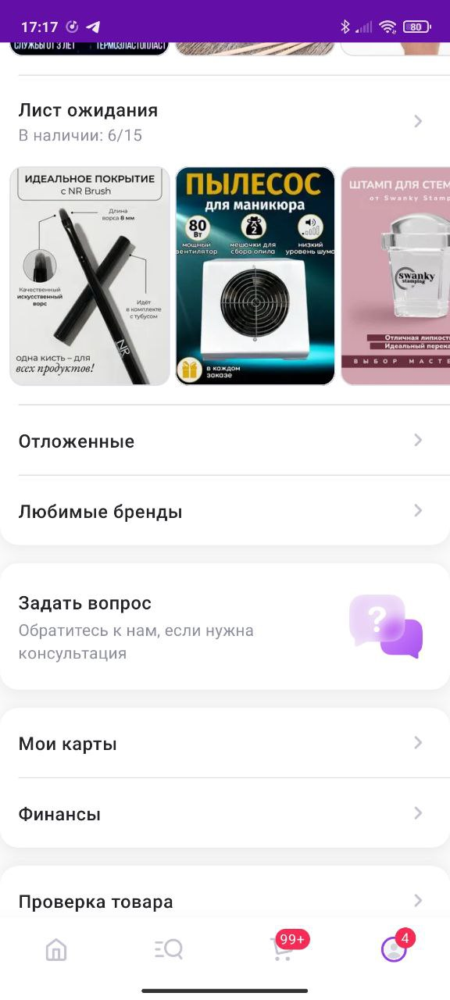 17:17
80
СЛУЖБЫ ОТ 3 ЛЕТ
ТЕРМОЭЛАСТОПЛАСТ
Лист ожидания
В наличии: 6/15
ИДЕАЛЬНОЕ ПОКРЫТИЕ
с NR Brush
Длина
ворса 8 мм
Качественный
искусственный
ворс
Идёт
в комплекте
с тубусом
NR
одна кисть – для
всех продуктов!
ПЫЛЕСОС
для маникюра
80
Вт
2
мощный
вентилятор
мешочки для
сбора опила
низкий
уровень шума
в каждом
заказе
ШТАМП ДЛЯ СТЕМ
от Swanky Stamp
swanky
stamping
Отличная липкость
Идеальный перека
ВЫБОР МАСТЕ
Отложенные
Любимые бренды
Задать вопрос
Обратитесь к нам, если нужна
консультация
?
Мои карты
Финансы
Проверка товара
99+
4